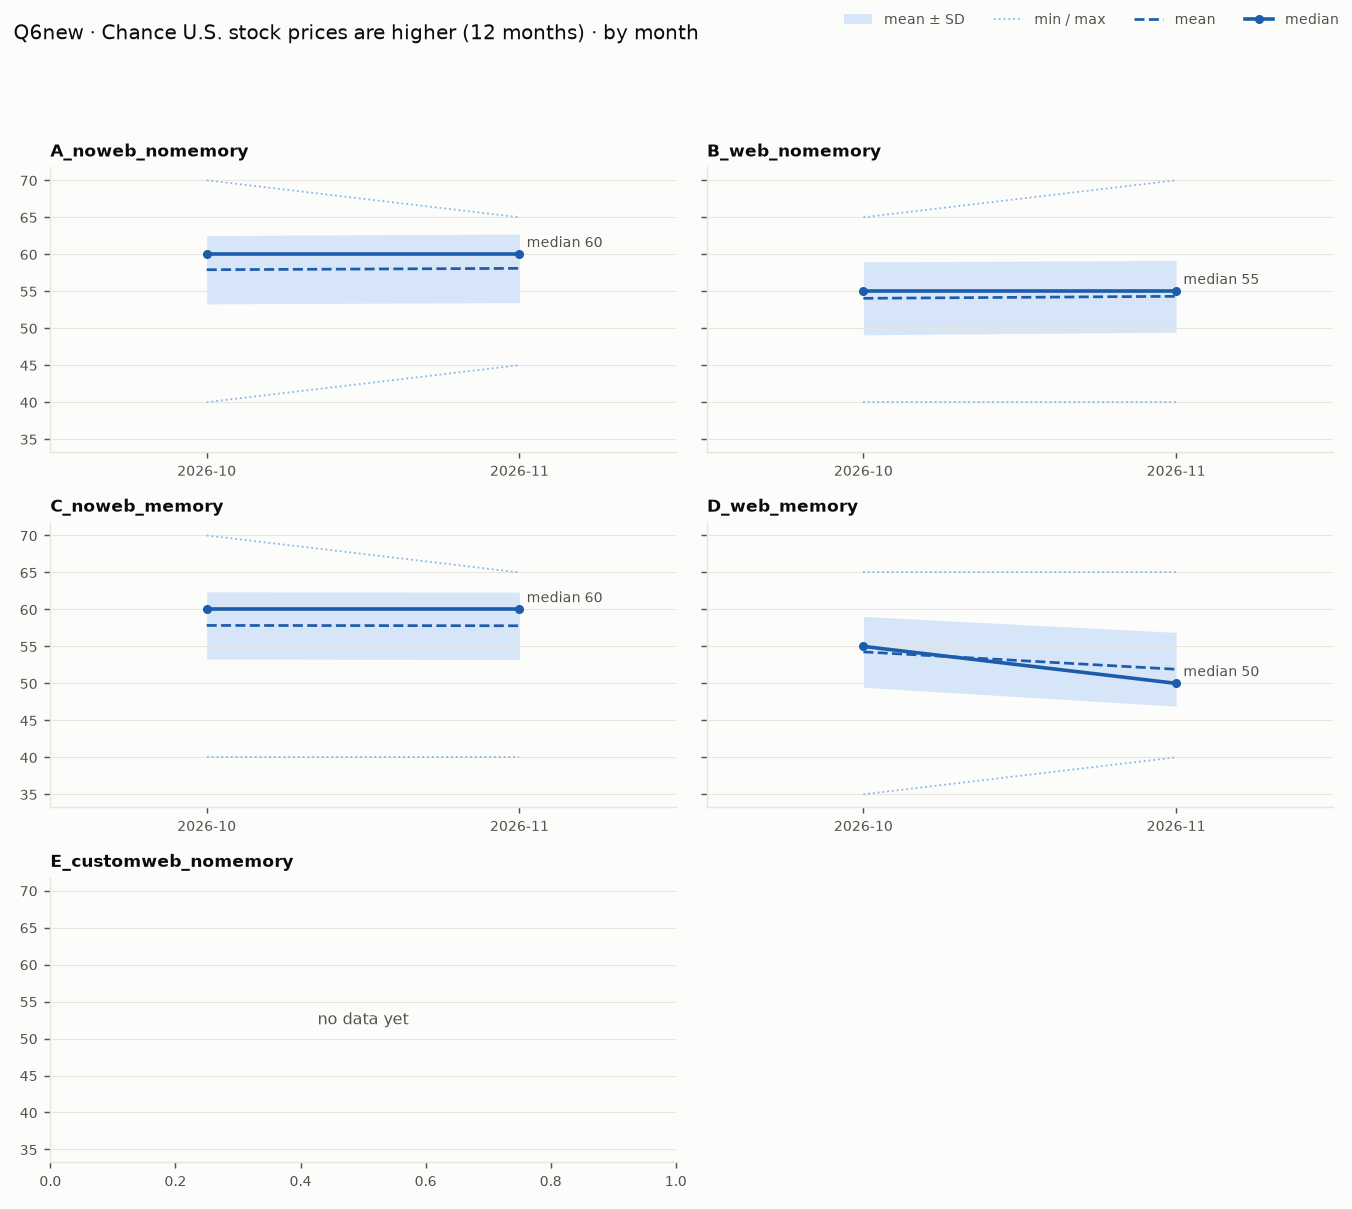 mean ± SD min / max mean median
Q6new · Chance U.S. stock prices are higher (12 months) · by month
A_noweb_nomemory
70
65
60
55
50
45
40
35
median 60
2026-10 2026-11
B_web_nomemory
median 55
2026-10 2026-11
C_noweb_memory
70
65
60
55
50
45
40
35
median 60
2026-10 2026-11
D_web_memory
median 50
2026-10 2026-11
E_customweb_nomemory
70
65
60
55
50
45
40
35
no data yet
0.0 0.2 0.4 0.6 0.8 1.0